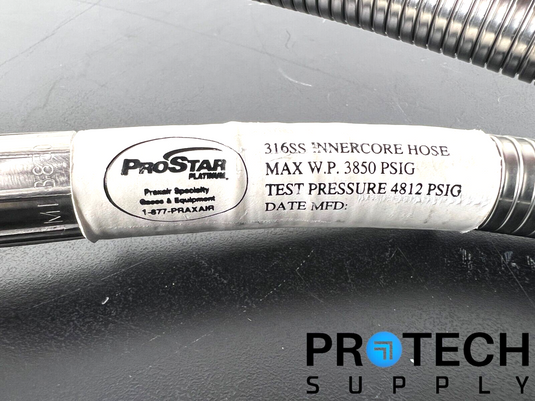 PROSTAR
PLATINUM
Praxair Specialty
Gases & Equipment
1-877-PRAXAIR
316SS INNERCORE HOSE
MAX W.P. 3850 PSIG
TEST PRESSURE 4812 PSIG
DATE MFD:
PROTECH
SUPPLY